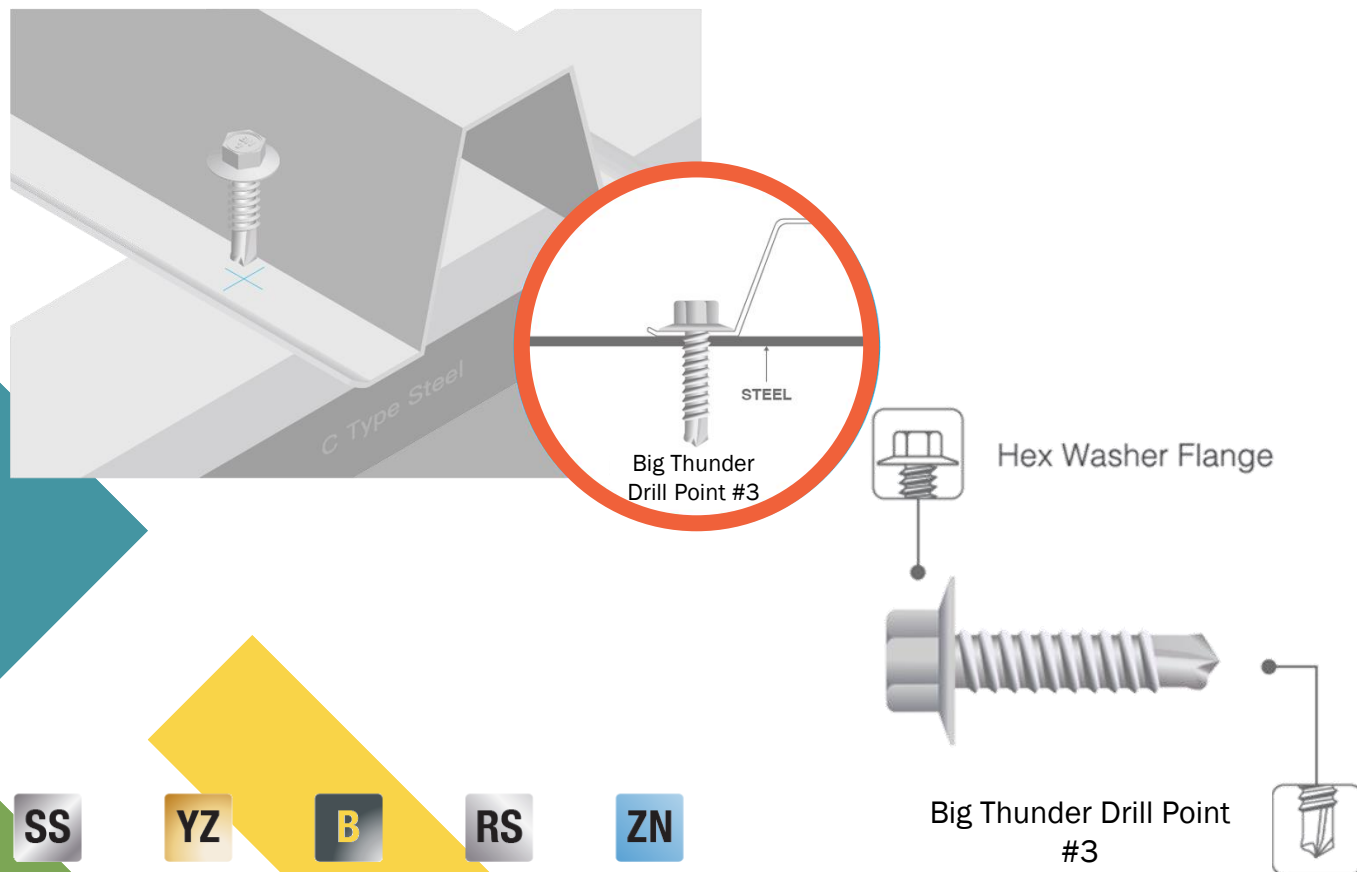 C Type Steel
STEEL
Big Thunder
Drill Point #3
Hex Washer Flange
Big Thunder Drill Point
#3
SS
YZ
B
RS
ZN